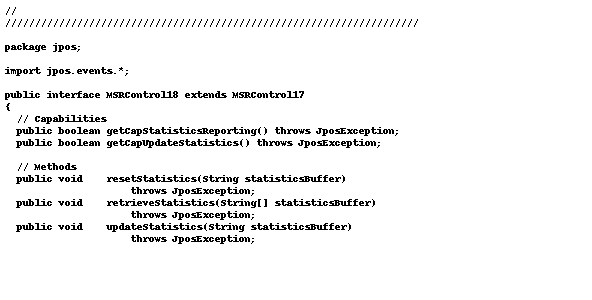 //
//////////////////////////////////////////////////////////////////////
package jpos;
import jpos.events.*;
public interface MSRControl18 extends MSRControl17
{
// Capabilities
public boolean getCapStatisticsReporting() throws JposException;
public boolean getCapUpdateStatistics() throws JposException;
// Methods
public void    resetStatistics(String statisticsBuffer)
throws JposException;
public void    retrieveStatistics(String[] statisticsBuffer)
throws JposException;
public void    updateStatistics(String statisticsBuffer)
throws JposException;